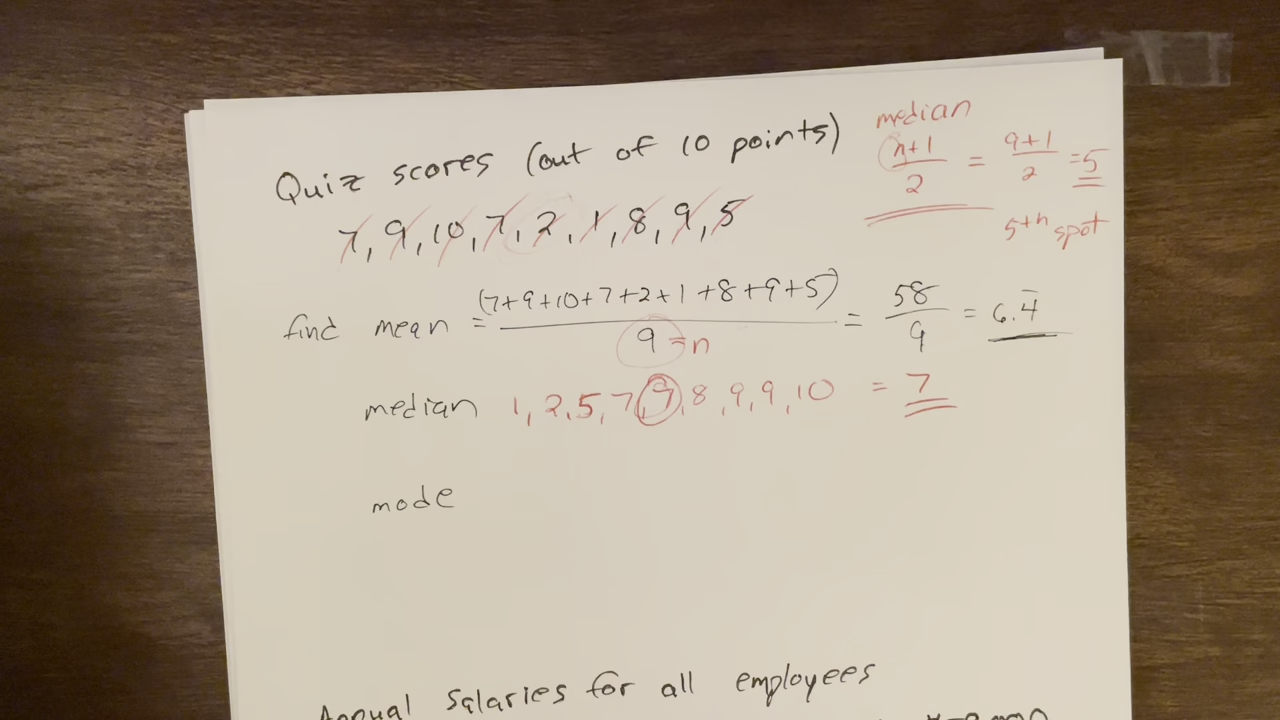 Quiz scores (out of 10 points)
7, 9, 10, 7, 2, 1, 8, 9, 5
median
n+1/2 = 9+1/2 = 5
5th spot
find mean = (7+9+10+7+2+1+8+9+5)/9 = 58/9 = 6.4̄
9 = n
median 1, 2, 5, 7, 7, 8, 9, 9, 10 = 7
mode
Annual salaries for all employees